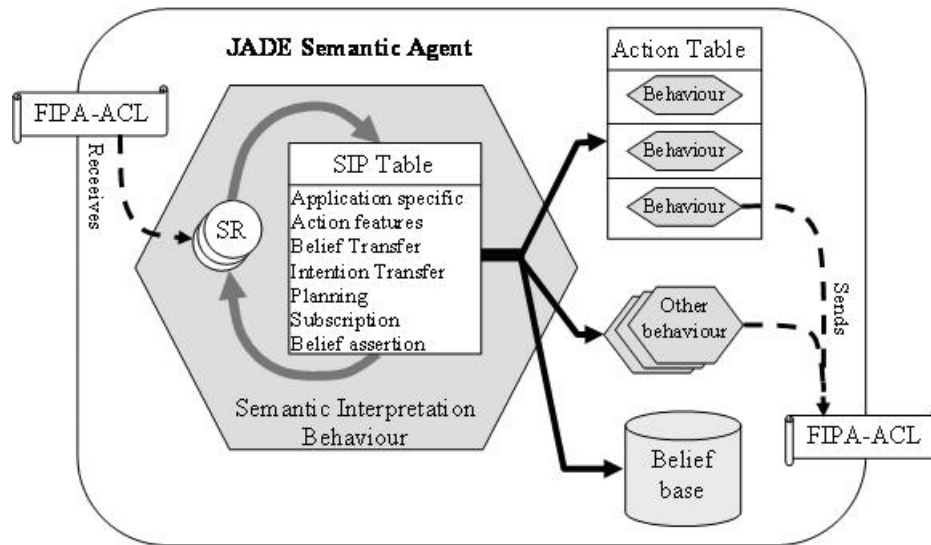 JADE Semantic Agent
FIPA-ACL
Receeives
SR
SIP Table
Application specific
Action features
Belief Transfer
Intention Transfer
Planning
Subscription
Belief assertion
Semantic Interpretation
Behaviour
Action Table
Behaviour
Behaviour
Behaviour
Other
behaviour
Sends
FIPA-ACL
Belief
base